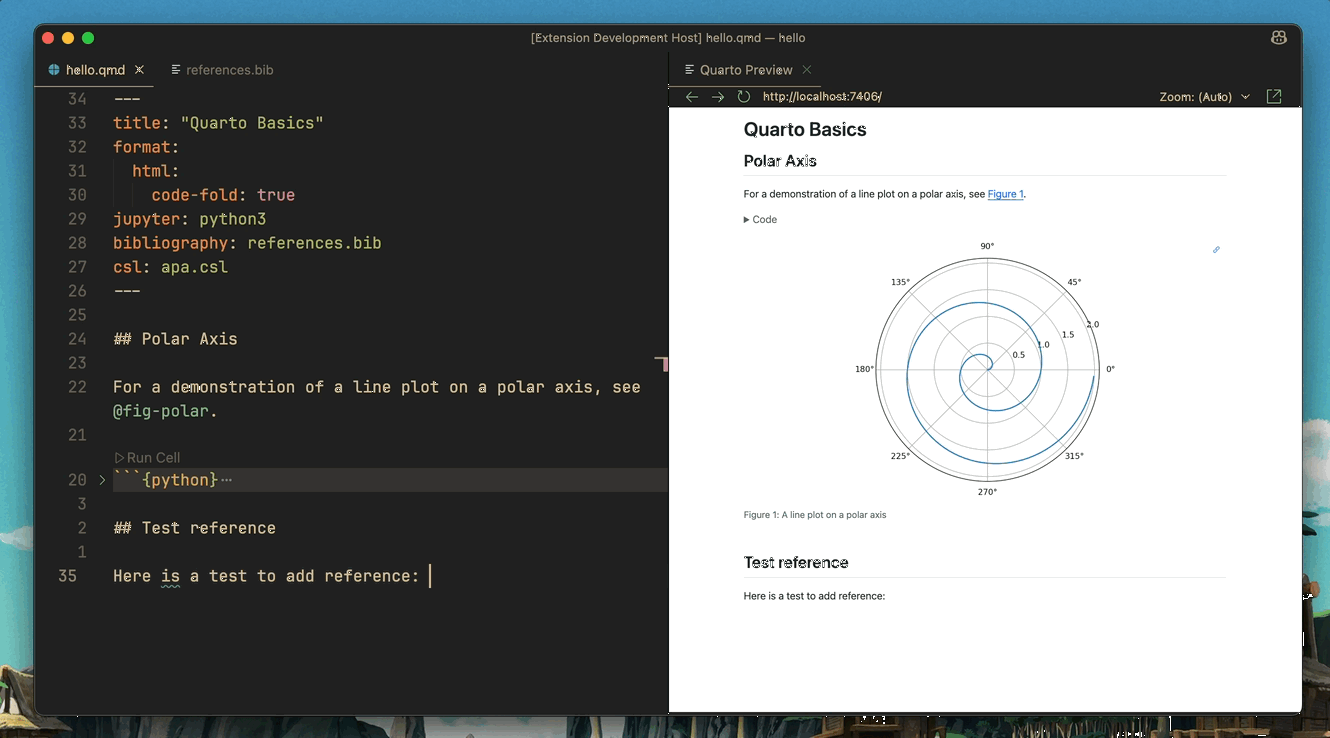 [Extension Development Host] hello.qmd — hello
hello.qmd
references.bib
34 ---
33 title: "Quarto Basics"
32 format:
31 html:
30 code-fold: true
29 jupyter: python3
28 bibliography: references.bib
27 csl: apa.csl
26 ---
25
24 ## Polar Axis
23
22 For a demonstration of a line plot on a polar axis, see
@fig-polar.
21
Run Cell
20 ```{python}···
3
2 ## Test reference
1
35 Here is a test to add reference:
Quarto Preview
http://localhost:7406/
Zoom: (Auto)
Quarto Basics
Polar Axis
For a demonstration of a line plot on a polar axis, see Figure 1.
Code
90°
135°
45°
2.0
1.5
1.0
0.5
180°
0°
225°
315°
270°
Figure 1: A line plot on a polar axis
Test reference
Here is a test to add reference: